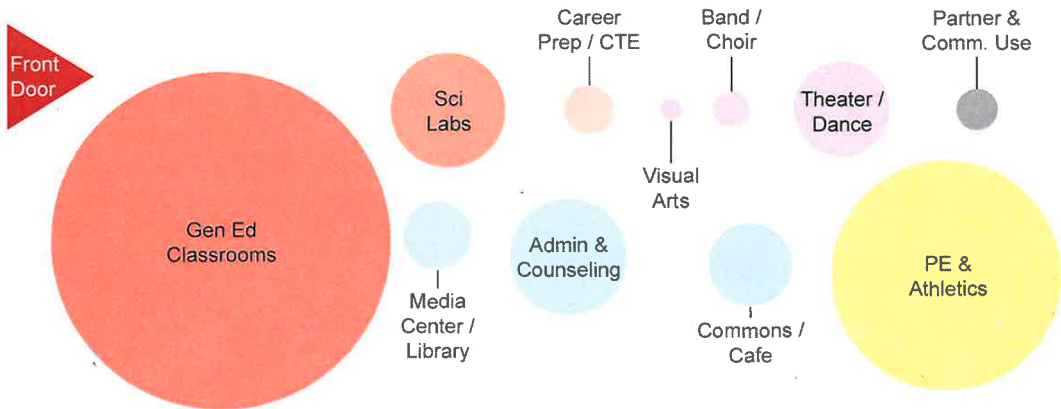 Front
Door
Gen Ed
Classrooms
Sci
Labs
Media
Center /
Library
Career
Prep / CTE
Admin &
Counseling
Visual
Arts
Band /
Choir
Commons /
Cafe
Theater /
Dance
Partner &
Comm. Use
PE &
Athletics